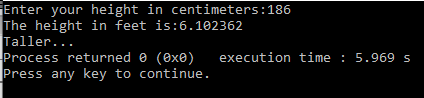 Enter your height in centimeters:186
The height in feet is:6.102362
Taller...
Process returned 0 (0x0)   execution time : 5.969 s
Press any key to continue.